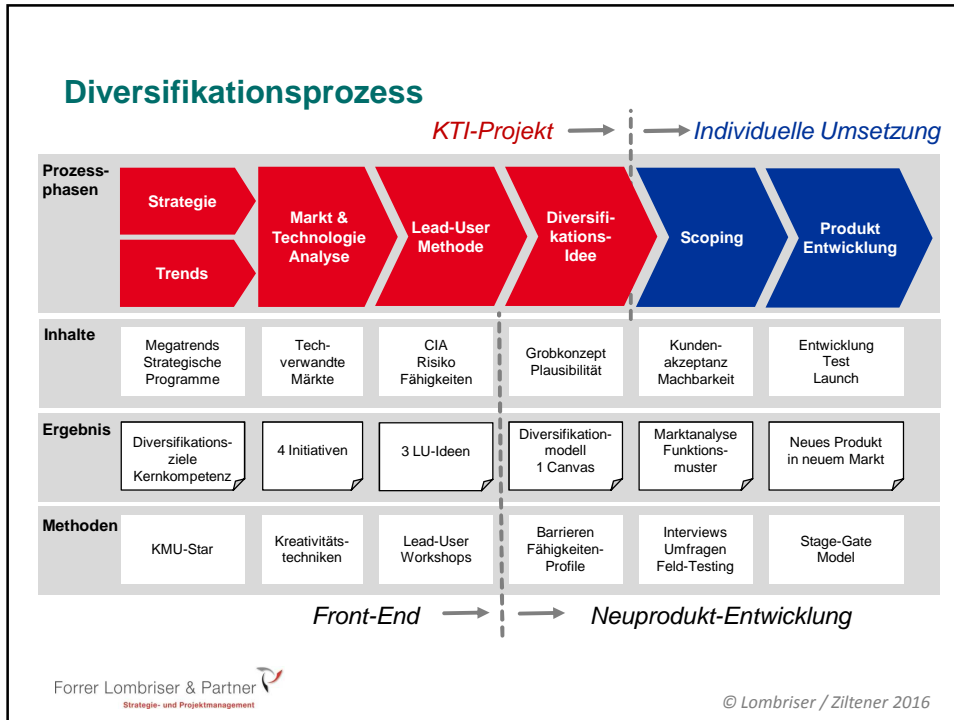 Diversifikationsprozess
KTI-Projekt
Individuelle Umsetzung
Prozess-
phasen
Strategie
Trends
Markt &
Technologie
Analyse
Lead-User
Methode
Diversifi-
kations-
Idee
Scoping
Produkt
Entwicklung
Inhalte
Megatrends
Strategische
Programme
Tech-
verwandte
Märkte
CIA
Risiko
Fähigkeiten
Grobkonzept
Plausibilität
Kunden-
akzeptanz
Machbarkeit
Entwicklung
Test
Launch
Ergebnis
Diversifikations-
ziele
Kernkompetenz
4 Initiativen
3 LU-Ideen
Diversifikation-
modell
1 Canvas
Marktanalyse
Funktions-
muster
Neues Produkt
in neuem Markt
Methoden
KMU-Star
Kreativitäts-
techniken
Lead-User
Workshops
Barrieren
Fähigkeiten-
Profile
Interviews
Umfragen
Feld-Testing
Stage-Gate
Model
Front-End
Neuprodukt-Entwicklung
Forrer Lombriser & Partner
Strategie- und Projektmanagement
© Lombriser / Ziltener 2016